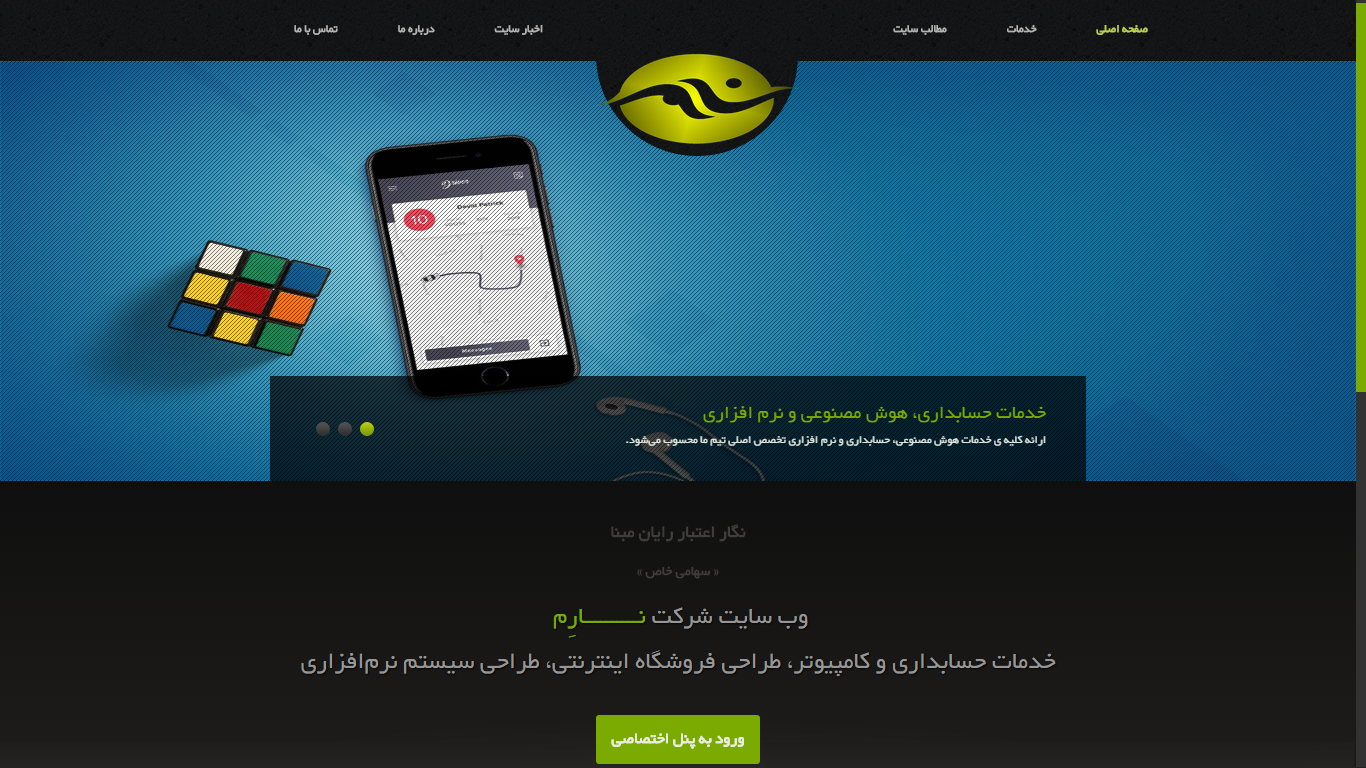 صفحه اصلی
خدمات
مطالب سایت
اخبار سایت
درباره ما
تماس با ما
David Patrick
10
Messages
خدمات حسابداری، هوش مصنوعی و نرم افزاری
ارائه کلیه ی خدمات هوش مصنوعی، حسابداری و نرم افزاری تخصص اصلی تیم ما محسوب می‌شود.
نگار اعتبار رایان مبنا
« سهامی خاص »
وب سایت شرکت نـــــــــارِم
خدمات حسابداری و کامپیوتر، طراحی فروشگاه اینترنتی، طراحی سیستم نرم‌افزاری
ورود به پنل اختصاصی